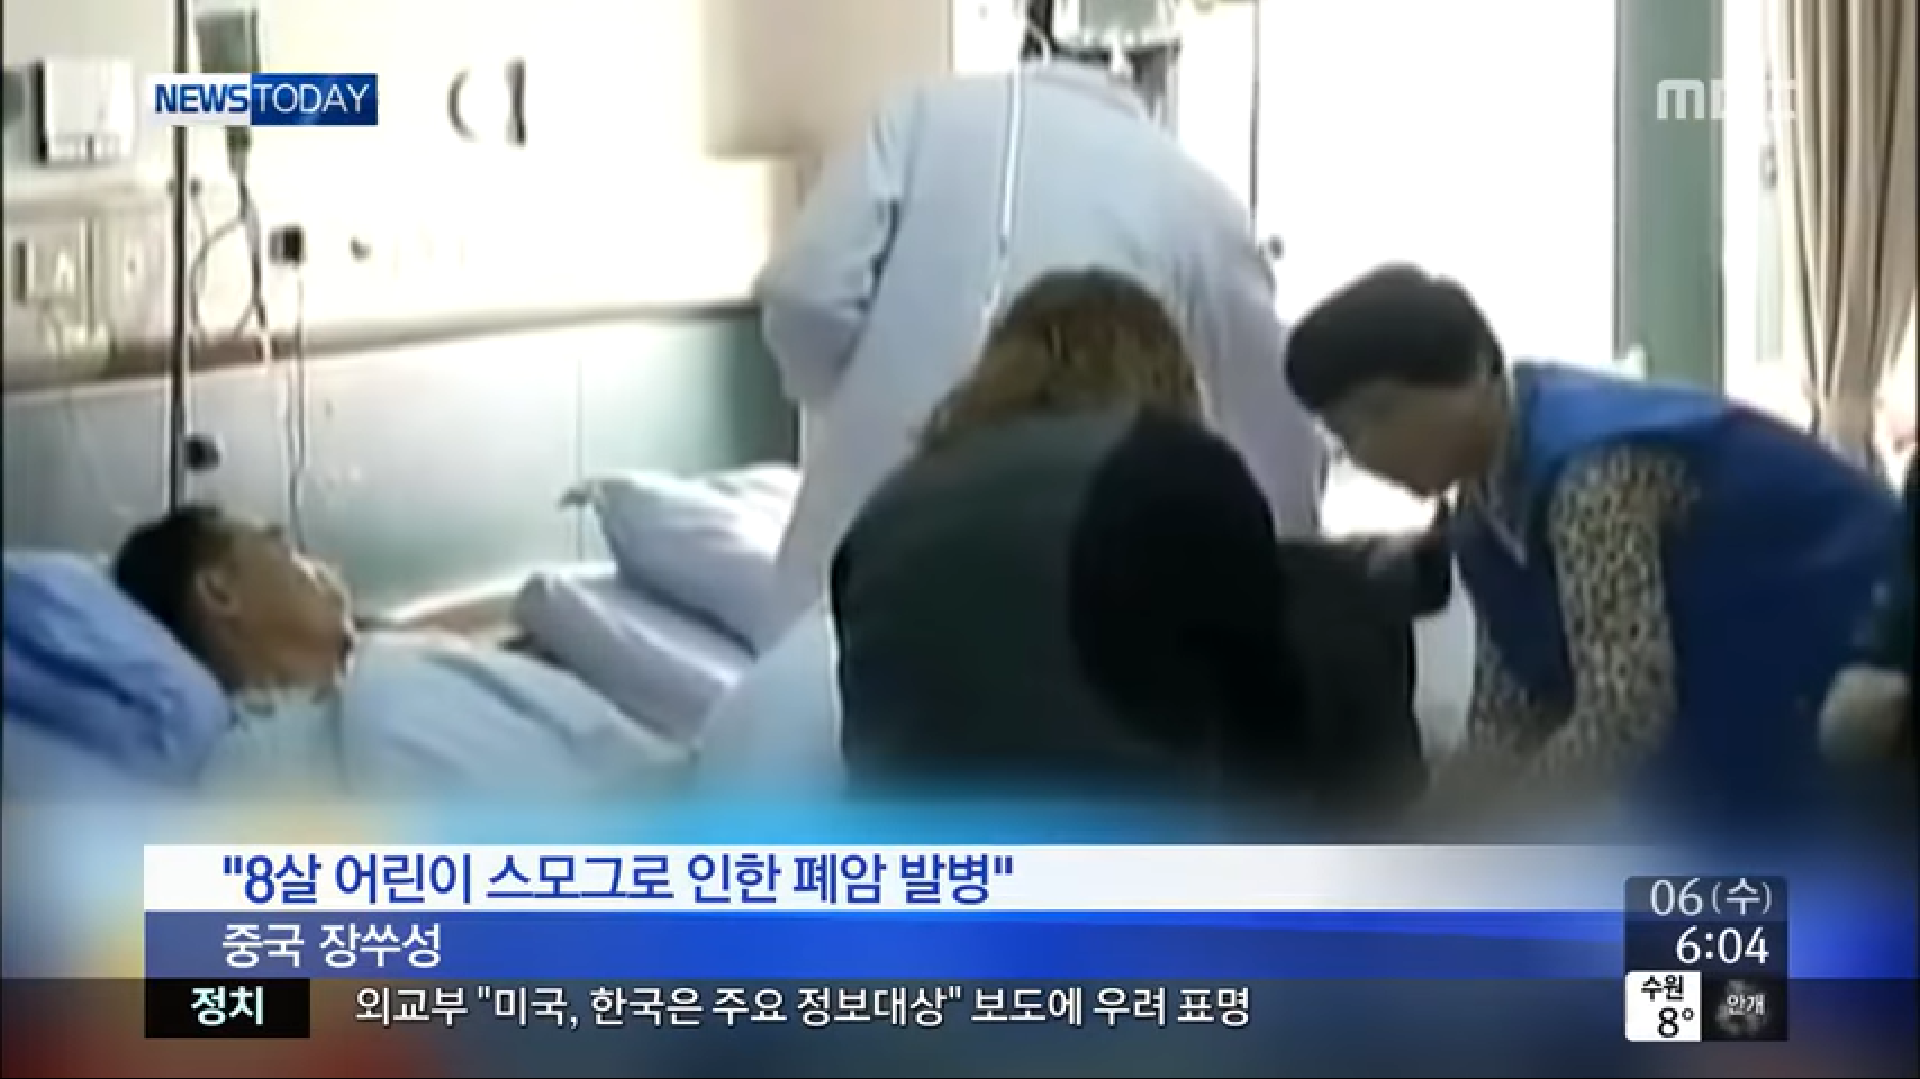 NEWSTODAY
MBC
"8살 어린이 스모그로 인한 폐암 발병"
중국 장쑤성
정치 외교부 "미국, 한국은 주요 정보대상" 보도에 우려 표명
06(수)
6:04
수원
8°
안개